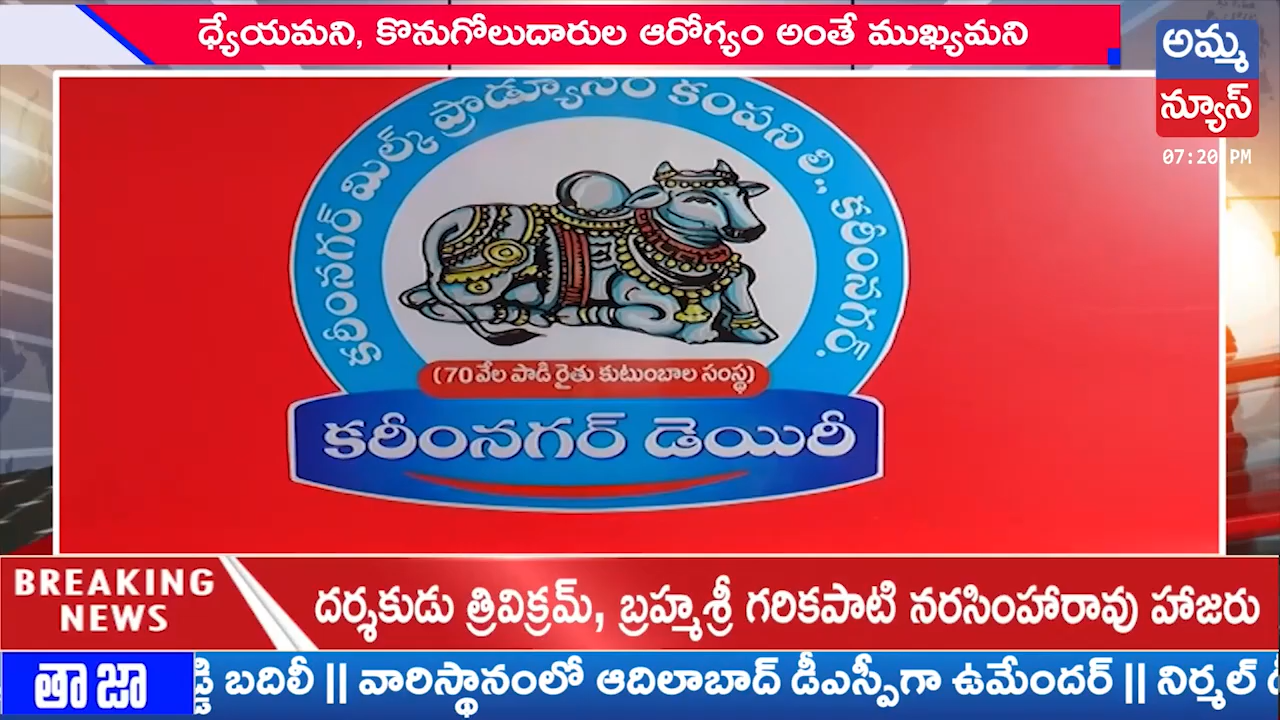 ధ్యేయమని, కొనుగోలుదారుల ఆరోగ్యం అంతే ముఖ్యమని
అమ్మ
న్యూస్
07:20 PM
కరీంనగర్ మిల్క్ ప్రొడ్యూసర్ కంపని లి., కరీంనగర్.
(70 వేల పాడి రైతు కుటుంబాల సంస్థ)
కరీంనగర్ డెయిరీ
BREAKING
NEWS
దర్శకుడు త్రివిక్రమ్, బ్రహ్మశ్రీ గరికపాటి నరసింహారావు హాజరు
తాజా
డ్డి బదిలీ || వారిస్థానంలో ఆదిలాబాద్ డీఎస్పీగా ఉమేందర్ || నిర్మల్